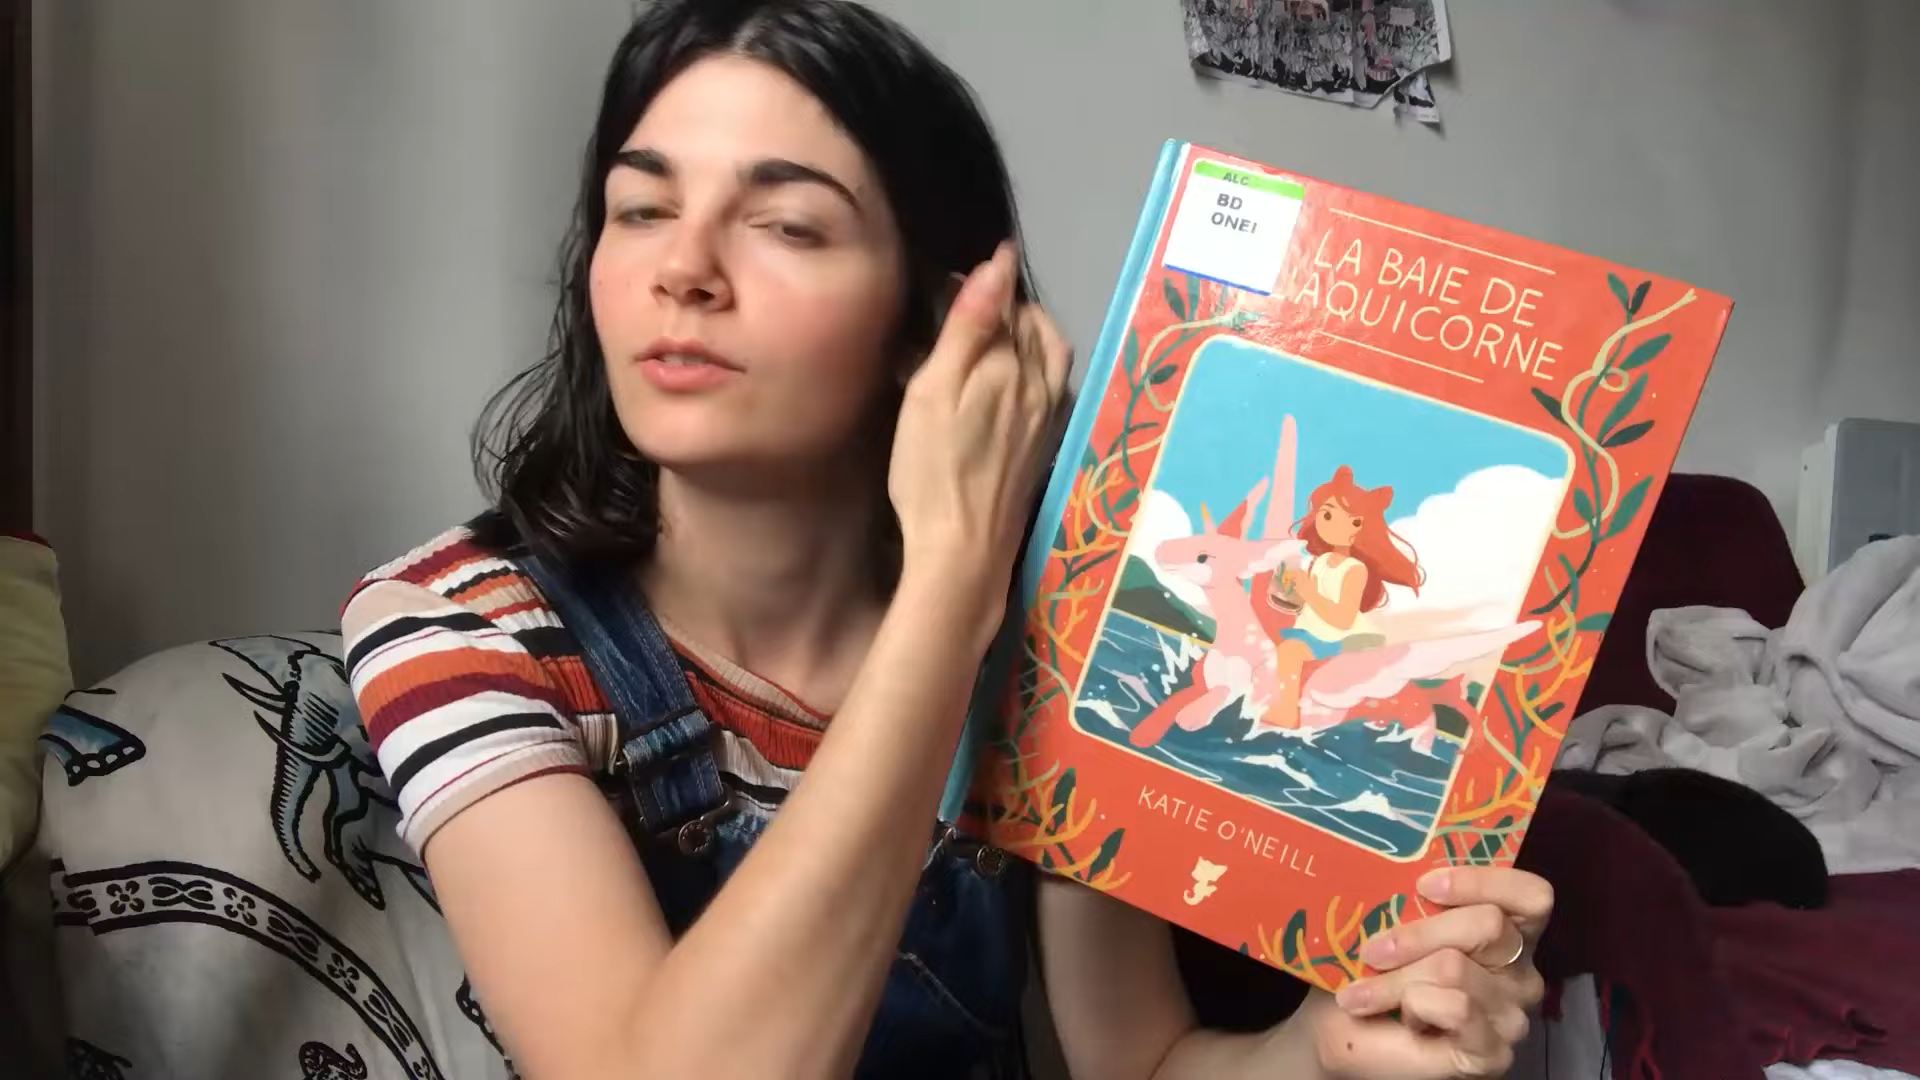 ALC
BD
ONEI
LA BAIE DE
L'AQUICORNE
KATIE O'NEILL